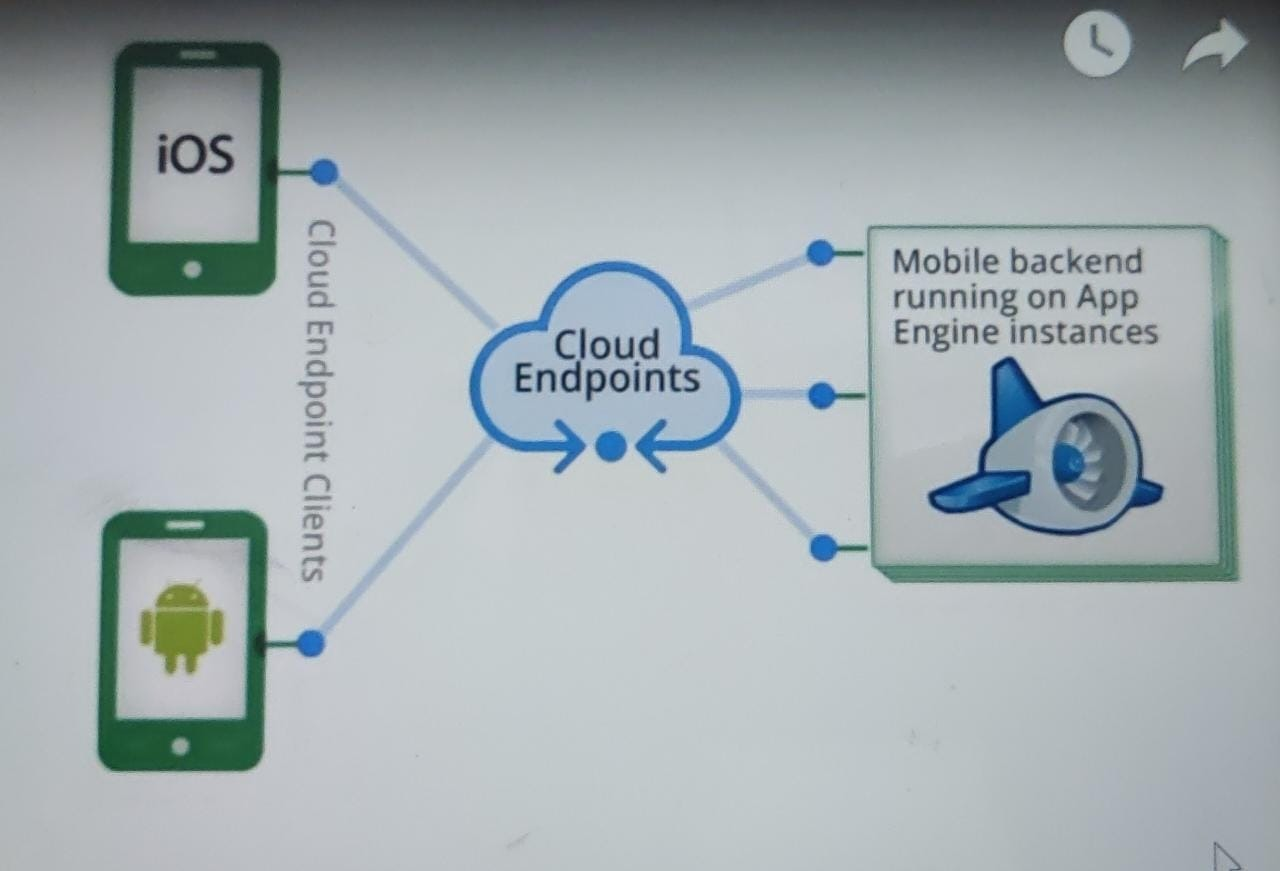 iOS
Cloud Endpoint Clients
Cloud
Endpoints
Mobile backend
running on App
Engine instances